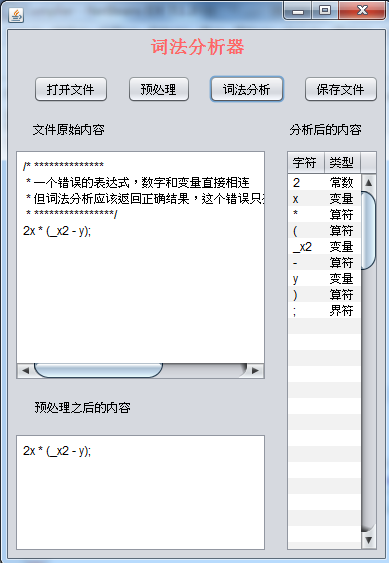 词法分析器
打开文件 预处理 词法分析 保存文件
文件原始内容
/* **************
* 一个错误的表达式，数字和变量直接相连
* 但词法分析应该返回正确结果，这个错误只
* ****************/
2x * (_x2 - y);
预处理之后的内容
2x * (_x2 - y);
分析后的内容
字符 类型
2 常数
x 变量
* 算符
( 算符
_x2 变量
- 算符
y 变量
) 算符
; 界符